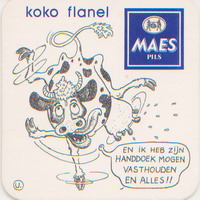 koko flanel
MAES
PILS
EN IK HEB ZIJN
HANDDOEK MOGEN
VASTHOUDEN
EN ALLES!!
U.